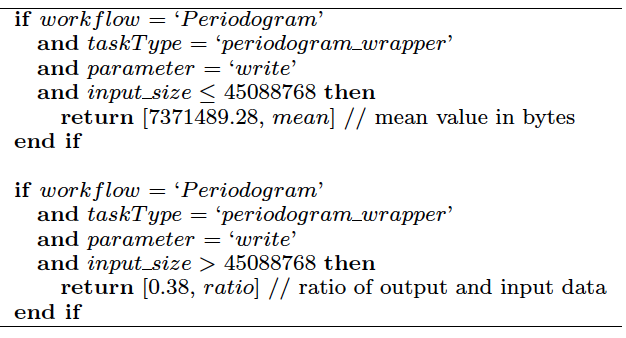 if workflow = ‘Periodogram’
and taskType = ‘periodogram_wrapper’
and parameter = ‘write’
and input_size ≤ 45088768 then
return [7371489.28, mean] // mean value in bytes
end if
if workflow = ‘Periodogram’
and taskType = ‘periodogram_wrapper’
and parameter = ‘write’
and input_size > 45088768 then
return [0.38, ratio] // ratio of output and input data
end if